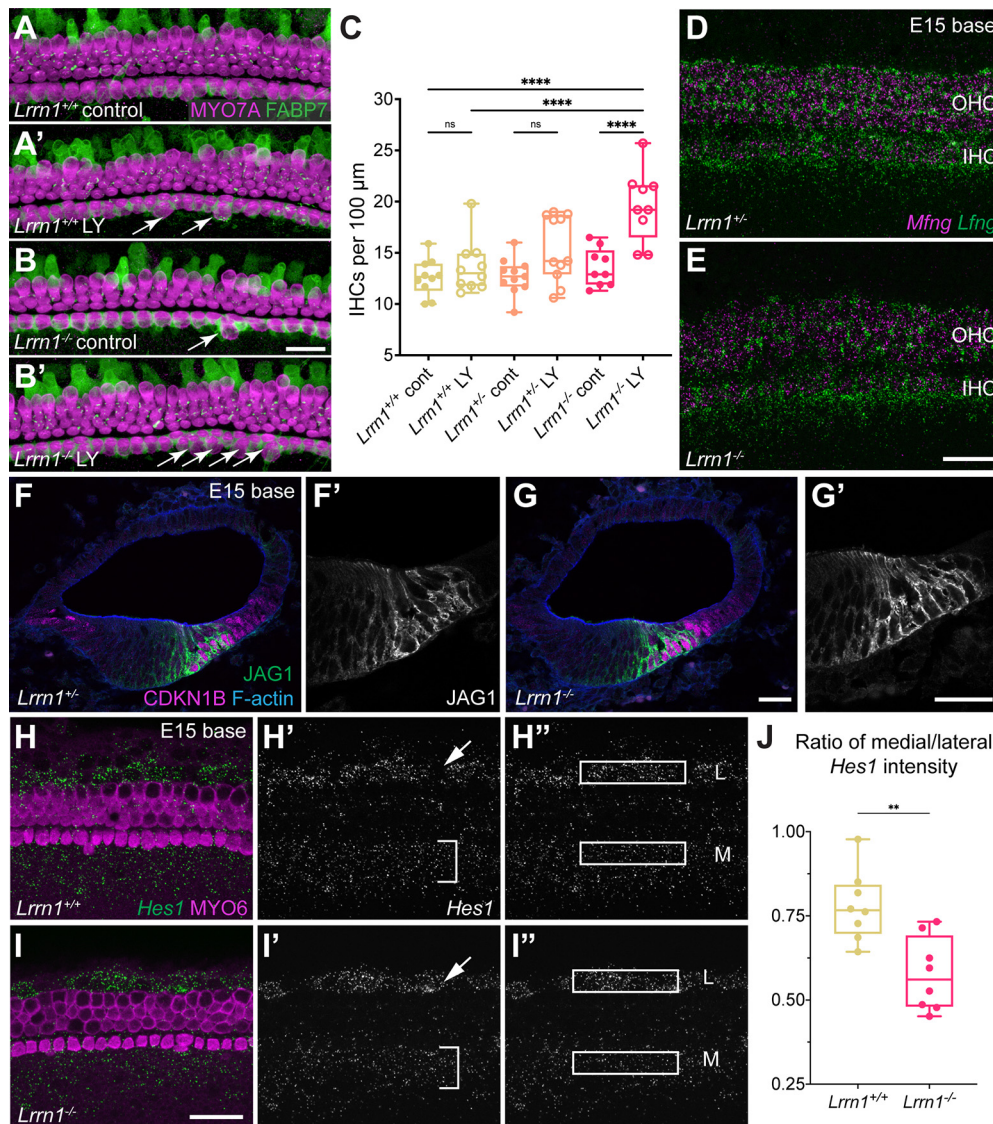 A
Lrrn1+/+ control
MYO7A FABP7
A'
Lrrn1+/+ LY
B
Lrrn1-/- control
B'
Lrrn1-/- LY
C
****
****
ns
ns
****
IHCs per 100 µm
30
25
20
15
10
5
Lrrn1+/+ cont
Lrrn1+/+ LY
Lrrn1+/- cont
Lrrn1+/- LY
Lrrn1-/- cont
Lrrn1-/- LY
D
E15 base
OHC
IHC
Lrrn1+/-
Mfng Lfng
E
OHC
IHC
Lrrn1-/-
F
E15 base
JAG1
Lrrn1+/-
CDKN1B F-actin
F'
JAG1
G
Lrrn1-/-
G'
H
E15 base
Lrrn1+/+
Hes1 MYO6
H'
Hes1
H"
L
M
I
Lrrn1-/-
I'
I"
L
M
J
Ratio of medial/lateral
Hes1 intensity
**
1.00
0.75
0.50
0.25
Lrrn1+/+
Lrrn1-/-